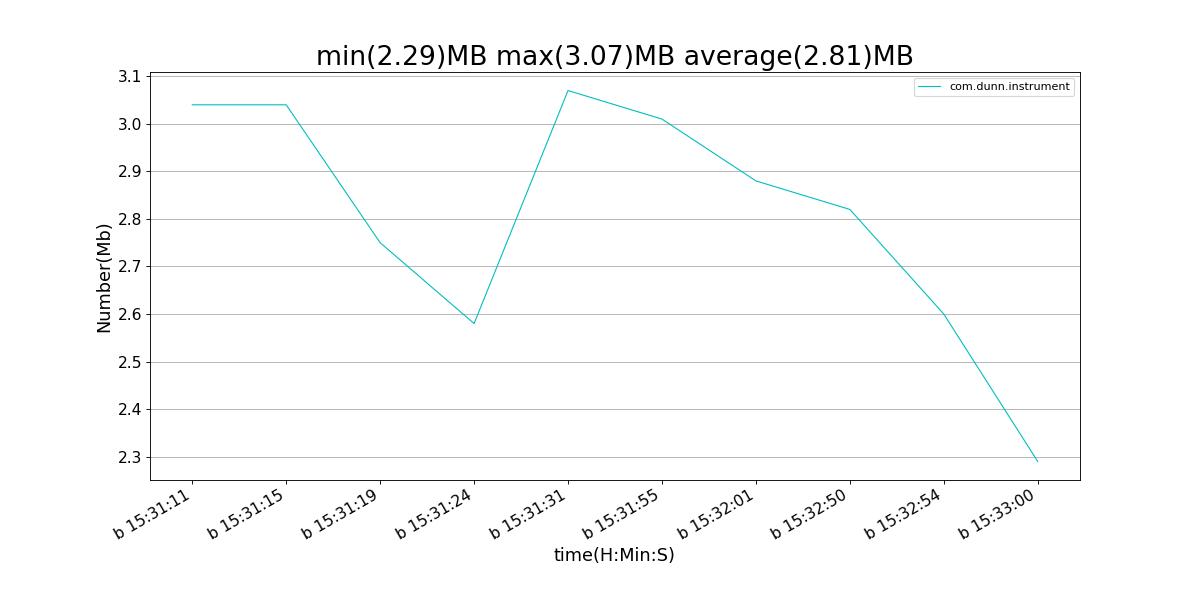 min(2.29)MB max(3.07)MB average(2.81)MB
com.dunn.instrument
3.1
3.0
2.9
2.8
2.7
2.6
2.5
2.4
2.3
Number(Mb)
b 15:31:11
b 15:31:15
b 15:31:19
b 15:31:24
b 15:31:31
b 15:31:55
b 15:32:01
b 15:32:50
b 15:32:54
b 15:33:00
time(H:Min:S)